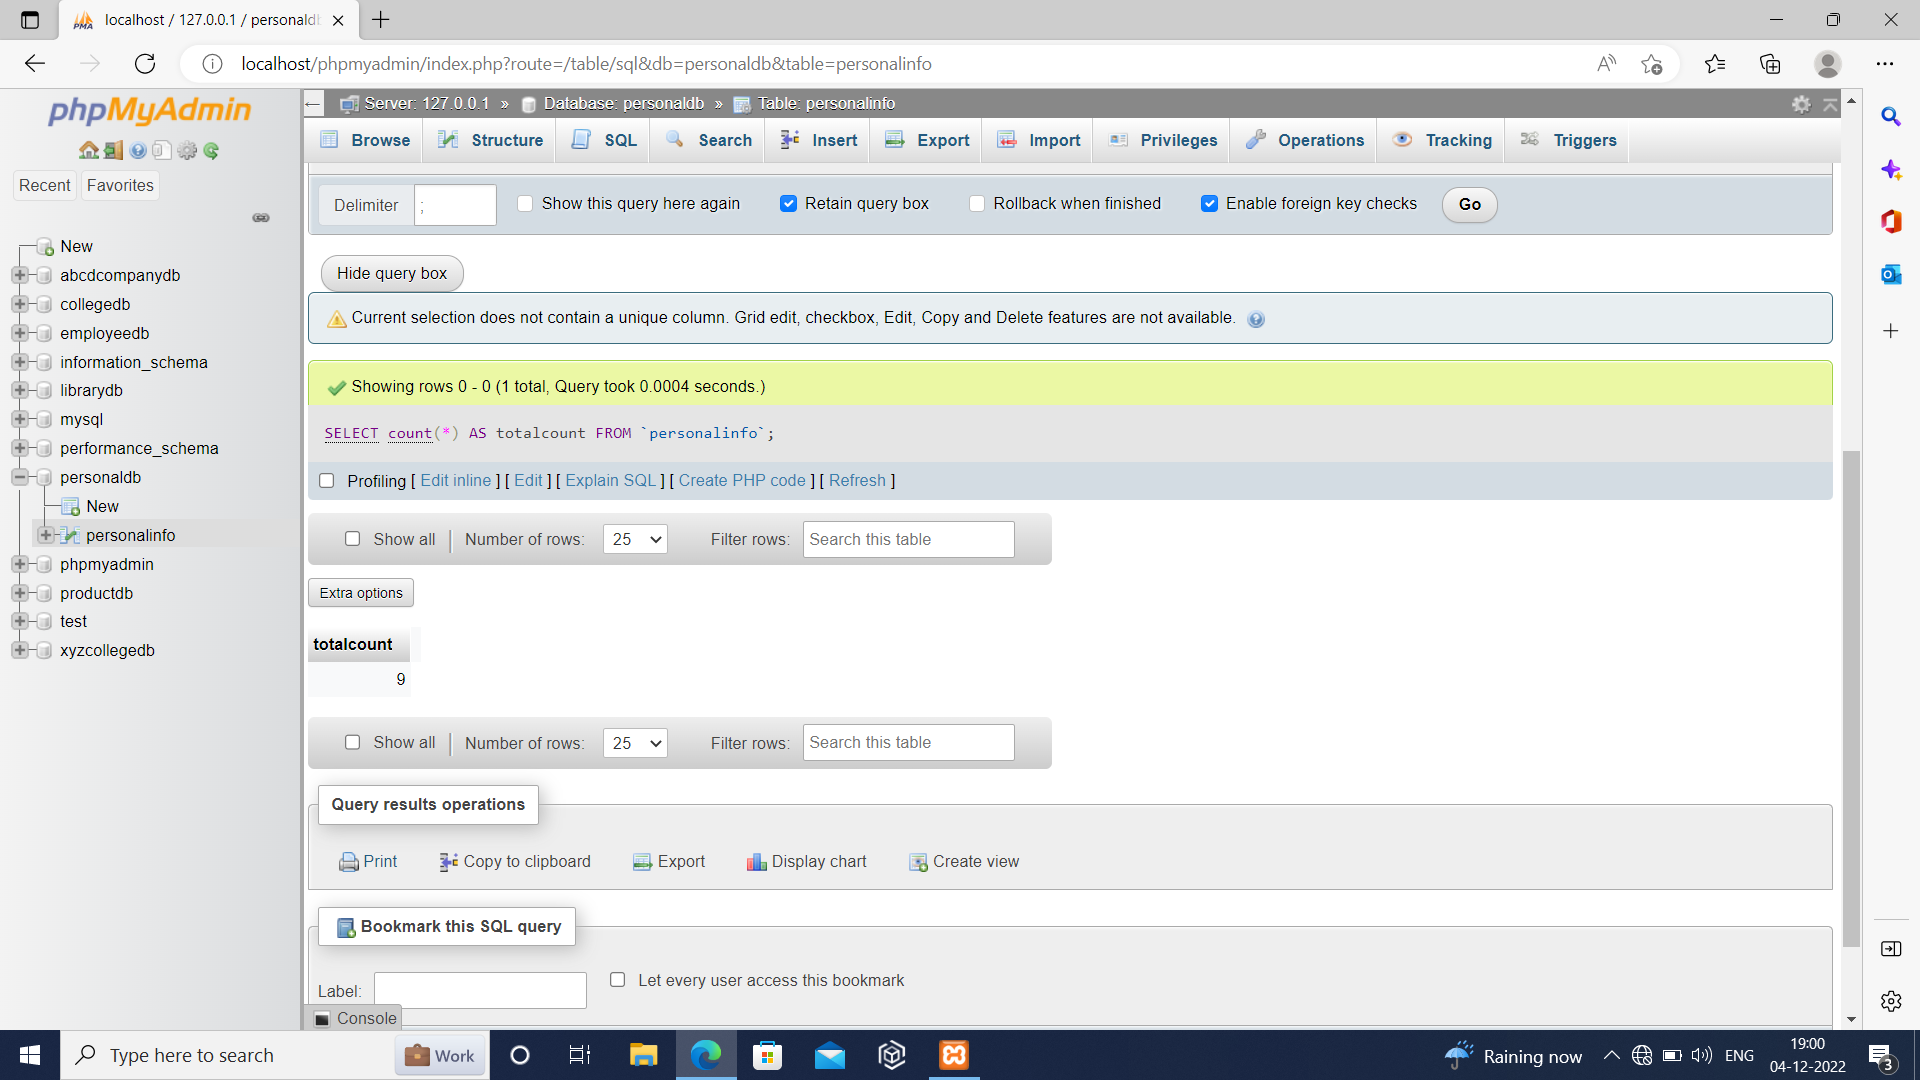 localhost / 127.0.0.1 / personaldb
localhost/phpmyadmin/index.php?route=/table/sql&db=personaldb&table=personalinfo
phpMyAdmin
Recent Favorites
New
abcdcompanydb
collegedb
employeedb
information_schema
librarydb
mysql
performance_schema
personaldb
New
personalinfo
phpmyadmin
productdb
test
xyzcollegedb
Server: 127.0.0.1 » Database: personaldb » Table: personalinfo
Browse Structure SQL Search Insert Export Import Privileges Operations Tracking Triggers
Delimiter ; Show this query here again Retain query box Rollback when finished Enable foreign key checks Go
Hide query box
Current selection does not contain a unique column. Grid edit, checkbox, Edit, Copy and Delete features are not available.
Showing rows 0 - 0 (1 total, Query took 0.0004 seconds.)
SELECT count(*) AS totalcount FROM `personalinfo`;
Profiling [ Edit inline ] [ Edit ] [ Explain SQL ] [ Create PHP code ] [ Refresh ]
Show all Number of rows: 25 Filter rows: Search this table
Extra options
totalcount
9
Show all Number of rows: 25 Filter rows: Search this table
Query results operations
Print Copy to clipboard Export Display chart Create view
Bookmark this SQL query
Label: Let every user access this bookmark
Console
Type here to search Work Raining now ENG 19:00
04-12-2022 3